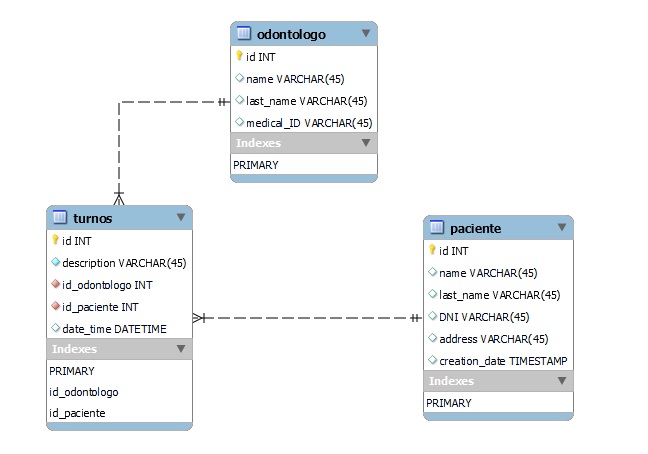 odontologo
id INT
name VARCHAR(45)
last_name VARCHAR(45)
medical_ID VARCHAR(45)
Indexes
PRIMARY
turnos
id INT
description VARCHAR(45)
id_odontologo INT
id_paciente INT
date_time DATETIME
Indexes
PRIMARY
id_odontologo
id_paciente
paciente
id INT
name VARCHAR(45)
last_name VARCHAR(45)
DNI VARCHAR(45)
address VARCHAR(45)
creation_date TIMESTAMP
Indexes
PRIMARY